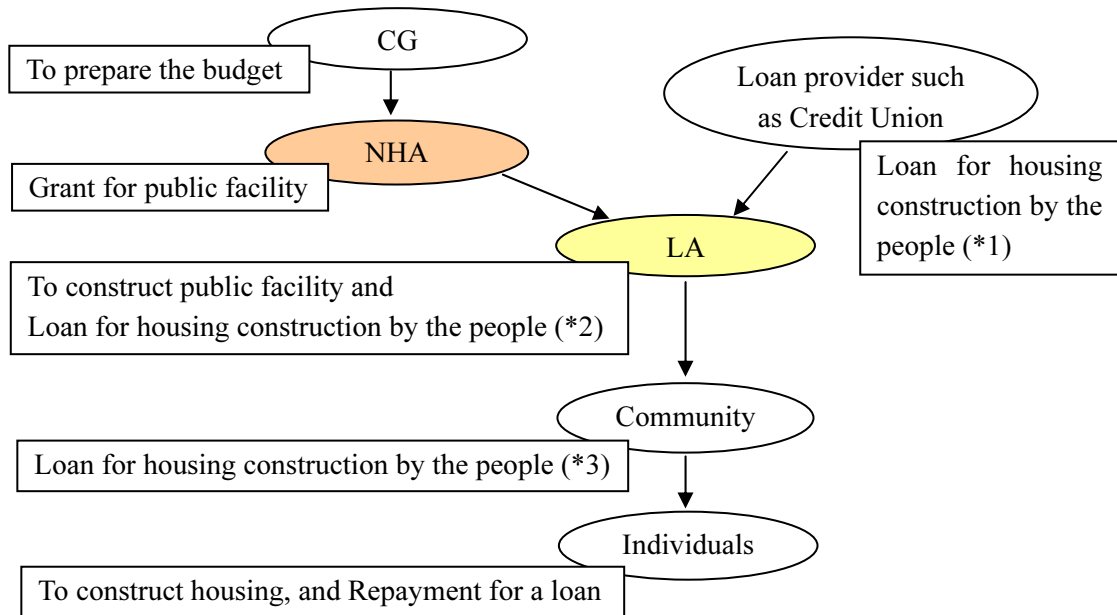 CG
To prepare the budget
Loan provider such
as Credit Union
NHA
Grant for public facility
Loan for housing
construction by the
people (*1)
LA
To construct public facility and
Loan for housing construction by the people (*2)
Community
Loan for housing construction by the people (*3)
Individuals
To construct housing, and Repayment for a loan